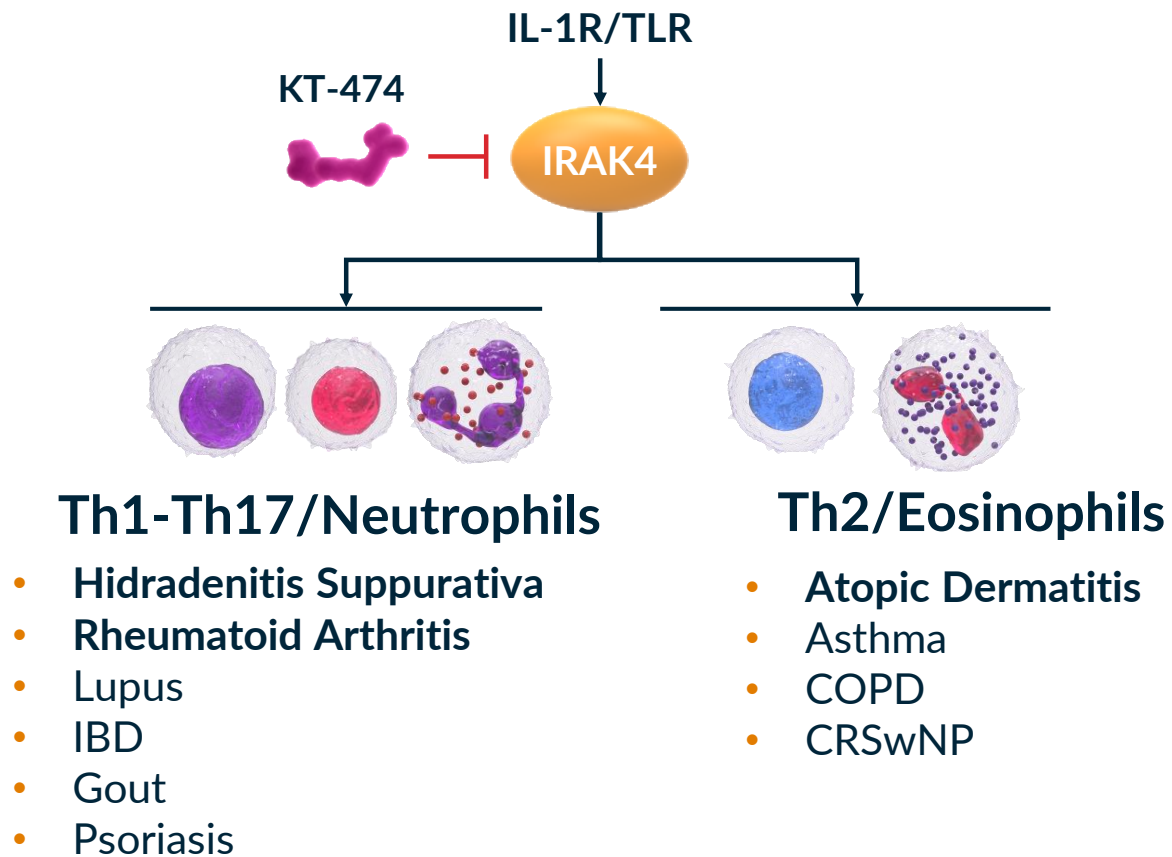 IL-1R/TLR
KT-474
IRAK4
Th1-Th17/Neutrophils
• Hidradenitis Suppurativa
• Rheumatoid Arthritis
• Lupus
• IBD
• Gout
• Psoriasis
Th2/Eosinophils
• Atopic Dermatitis
• Asthma
• COPD
• CRSwNP